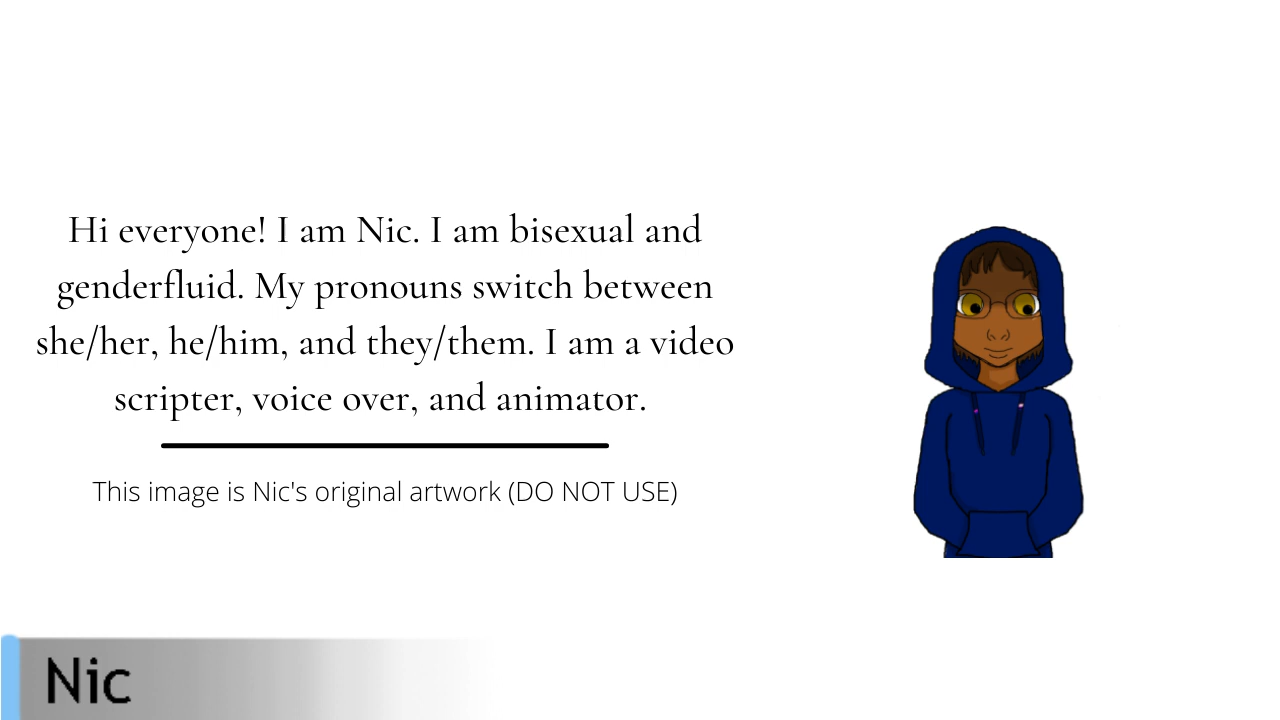 Hi everyone! I am Nic. I am bisexual and
genderfluid. My pronouns switch between
she/her, he/him, and they/them. I am a video
scripter, voice over, and animator.
This image is Nic's original artwork (DO NOT USE)
Nic